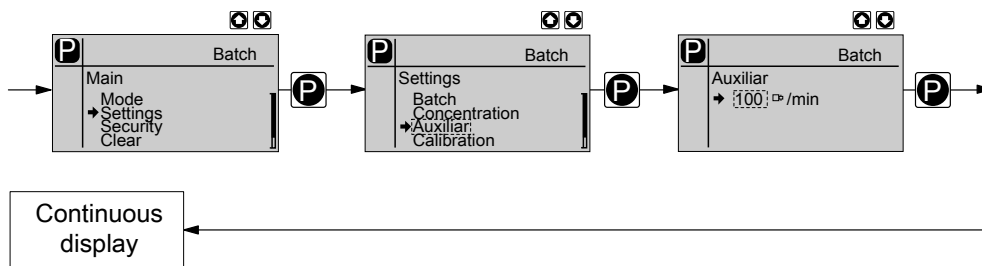 P Batch
Main
Mode
Settings
Security
Clear
P
P Batch
Settings
Batch
Concentration
Auxiliar
Calibration
P
P Batch
Auxiliar
100 /min
P
Continuous
display